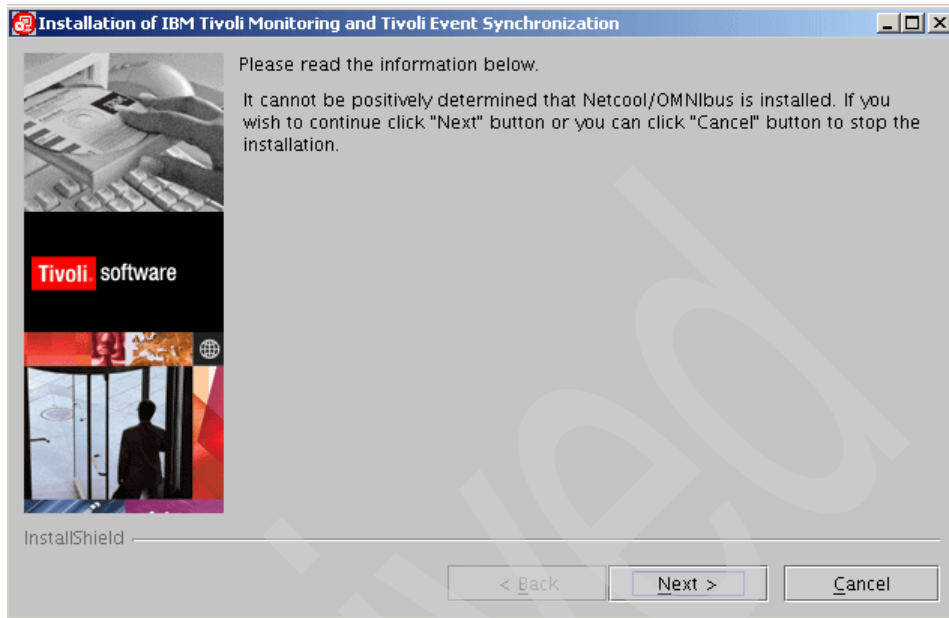 Installation of IBM Tivoli Monitoring and Tivoli Event Synchronization
Please read the information below.
It cannot be positively determined that Netcool/OMNIbus is installed. If you
wish to continue click "Next" button or you can click "Cancel" button to stop the
installation.
Tivoli. software
InstallShield
< Back
Next >
Cancel